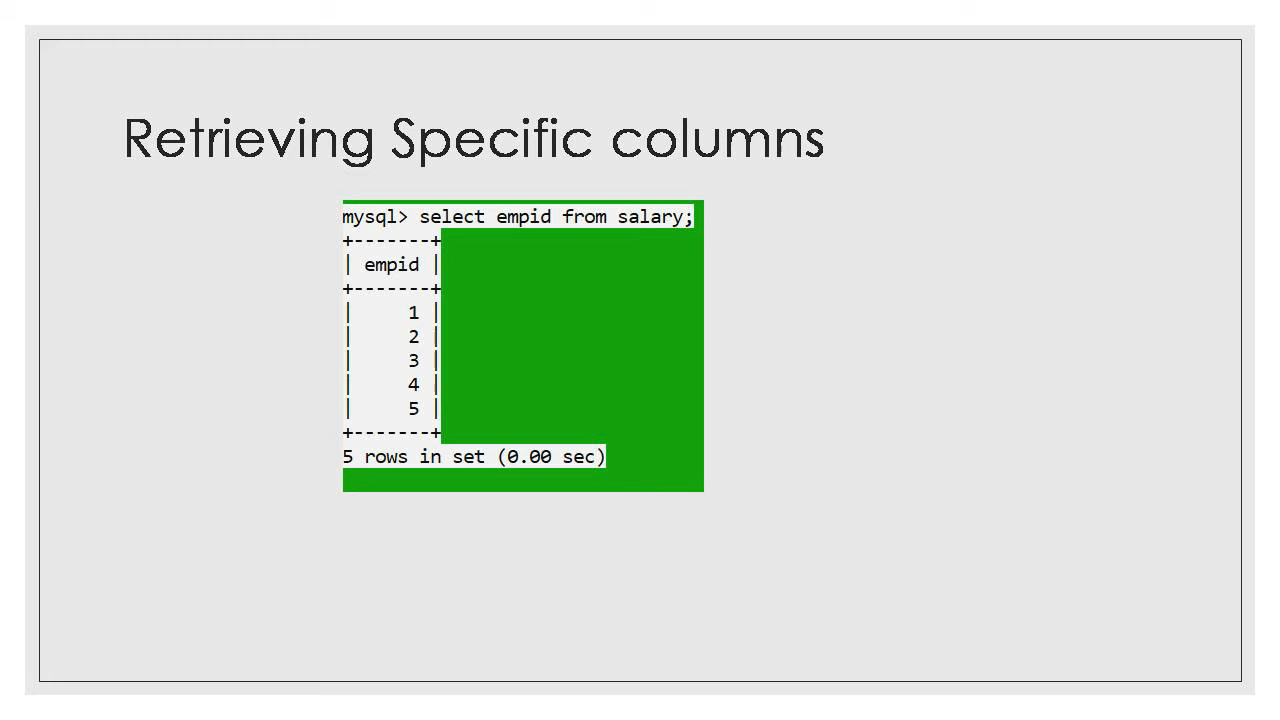 Retrieving Specific columns
mysql> select empid from salary;
+-------+
| empid |
+-------+
|     1 |
|     2 |
|     3 |
|     4 |
|     5 |
+-------+
5 rows in set (0.00 sec)